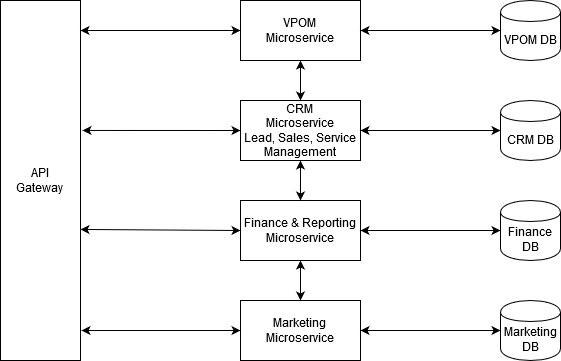 API
Gateway
VPOM
Microservice
VPOM DB
CRM
Microservice
Lead, Sales, Service
Management
CRM DB
Finance & Reporting
Microservice
Finance
DB
Marketing
Microservice
Marketing
DB